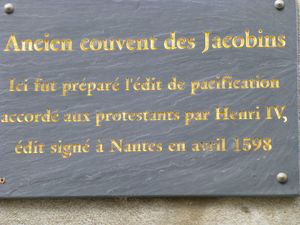 Ancien couvent des Jacobins
Ici fut préparé l'édit de pacification
accordé aux protestants par Henri IV,
édit signé à Nantes en avril 1598